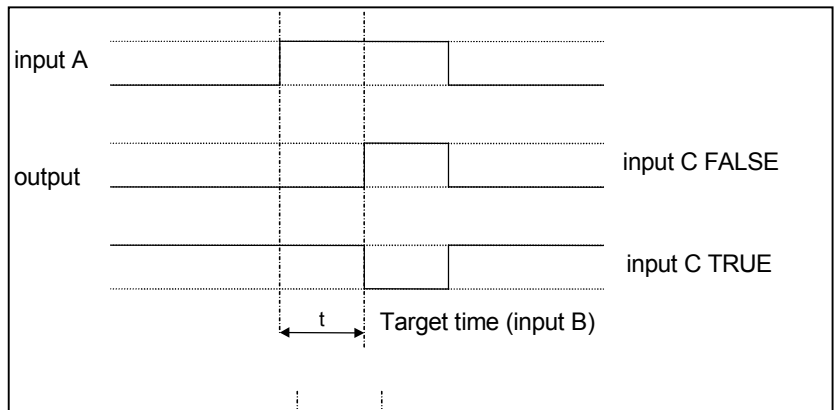 input A
input C FALSE
output
input C TRUE
t
Target time (input B)